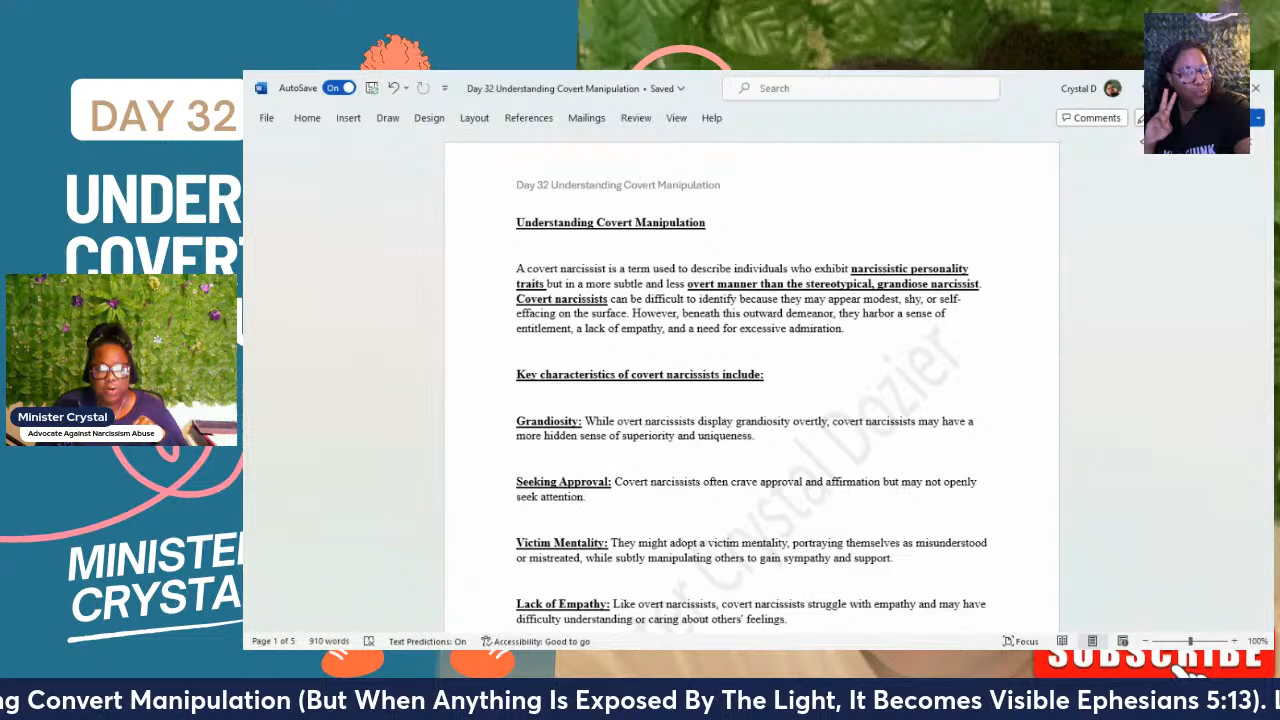 DAY 32
UNDER
COVERT
MINISTE
CRYSTA
Minister Crystal
Advocate Against Narcissism Abuse
AutoSave On Day 32 Understanding Covert Manipulation • Saved Search Crystal D
File Home Insert Draw Design Layout References Mailings Review View Help Comments
Day 32 Understanding Covert Manipulation
Understanding Covert Manipulation
A covert narcissist is a term used to describe individuals who exhibit narcissistic personality
traits but in a more subtle and less overt manner than the stereotypical, grandiose narcissist.
Covert narcissists can be difficult to identify because they may appear modest, shy, or self-
effacing on the surface. However, beneath this outward demeanor, they harbor a sense of
entitlement, a lack of empathy, and a need for excessive admiration.
Key characteristics of covert narcissists include:
Grandiosity: While overt narcissists display grandiosity overtly, covert narcissists may have a
more hidden sense of superiority and uniqueness.
Seeking Approval: Covert narcissists often crave approval and affirmation but may not openly
seek attention.
Victim Mentality: They might adopt a victim mentality, portraying themselves as misunderstood
or mistreated, while subtly manipulating others to gain sympathy and support.
Lack of Empathy: Like overt narcissists, covert narcissists struggle with empathy and may have
difficulty understanding or caring about others' feelings.
er Crystal Dozier
Page 1 of 5 910 words Text Predictions: On Accessibility: Good to go Focus 100%
SUBSCRIBE
ng Convert Manipulation (But When Anything Is Exposed By The Light, It Becomes Visible Ephesians 5:13).